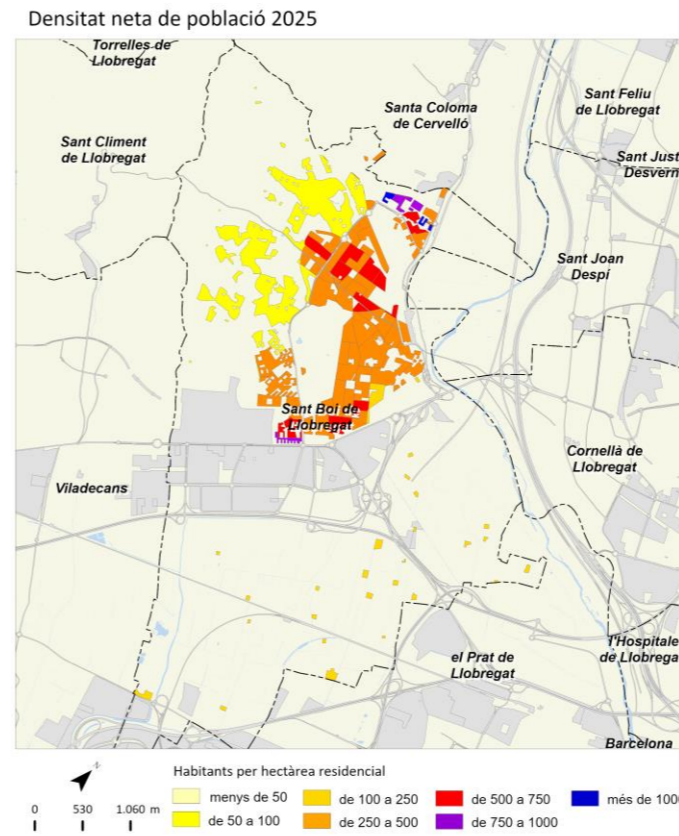 Densitat neta de població 2025
Torrelles de
Llobregat
Santa Coloma
de Cervelló
Sant Feliu
de Llobregat
Sant Climent
de Llobregat
Sant Just
Desvern
Sant Joan
Despí
Sant Boi de
Llobregat
Cornellà de
Llobregat
Viladecans
l'Hospitale
de Llobrega
el Prat de
Llobregat
Barcelona
N
Habitants per hectàrea residencial
menys de 50
de 100 a 250
de 500 a 750
més de 1000
de 50 a 100
de 250 a 500
de 750 a 1000
0 530 1.060 m